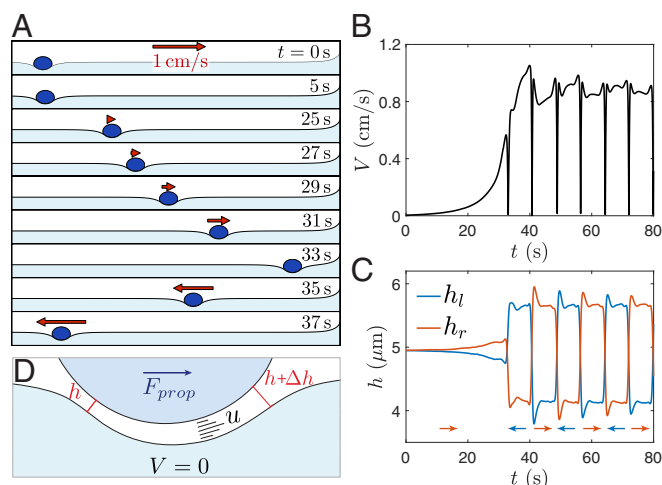 A
t = 0 s
1 cm/s
5 s
25 s
27 s
29 s
31 s
33 s
35 s
37 s
B
1.2
0.8
0.4
0
V (cm/s)
0 20 40 60 80
t (s)
C
6
5
4
h (μm)
h_l
h_r
0 20 40 60 80
t (s)
D
F_prop
h
h+Δh
u
V = 0